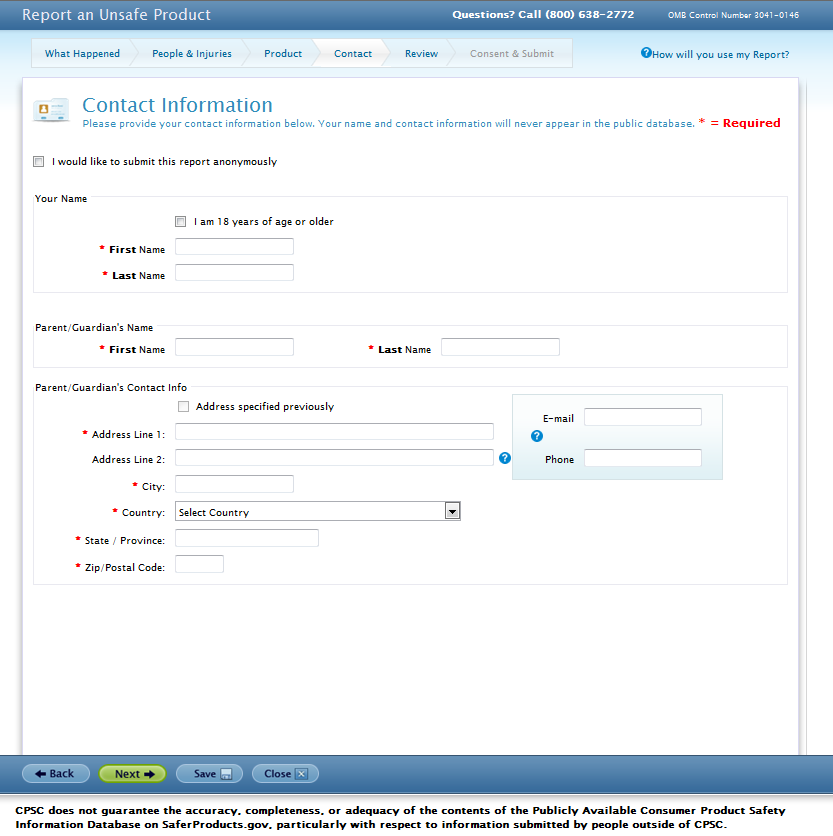 Report an Unsafe Product Questions? Call (800) 638-2772 OMB Control Number 3041-0146
What Happened People & Injuries Product Contact Review Consent & Submit ? How will you use my Report?
Contact Information
Please provide your contact information below. Your name and contact information will never appear in the public database. * = Required
I would like to submit this report anonymously
Your Name
I am 18 years of age or older
* First Name
* Last Name
Parent/Guardian's Name
* First Name * Last Name
Parent/Guardian's Contact Info
Address specified previously
E-mail
* Address Line 1:
?
Address Line 2: ? Phone
* City:
* Country: Select Country
* State / Province:
* Zip/Postal Code:
Back Next Save Close
CPSC does not guarantee the accuracy, completeness, or adequacy of the contents of the Publicly Available Consumer Product Safety
Information Database on SaferProducts.gov, particularly with respect to information submitted by people outside of CPSC.